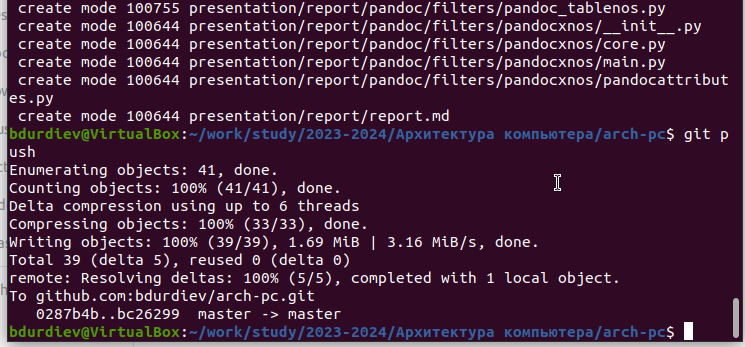 create mode 100755 presentation/report/pandoc/filters/pandoc_tablenos.py
create mode 100644 presentation/report/pandoc/filters/pandocxnos/__init__.py
create mode 100644 presentation/report/pandoc/filters/pandocxnos/core.py
create mode 100644 presentation/report/pandoc/filters/pandocxnos/main.py
create mode 100644 presentation/report/pandoc/filters/pandocxnos/pandocattribut
es.py
create mode 100644 presentation/report/report.md
bdurdiev@VirtualBox:~/work/study/2023-2024/Архитектура компьютера/arch-pc$ git p
ush
Enumerating objects: 41, done.
Counting objects: 100% (41/41), done.
Delta compression using up to 6 threads
Compressing objects: 100% (33/33), done.
Writing objects: 100% (39/39), 1.69 MiB | 3.16 MiB/s, done.
Total 39 (delta 5), reused 0 (delta 0)
remote: Resolving deltas: 100% (5/5), completed with 1 local object.
To github.com:bdurdiev/arch-pc.git
   0287b4b..bc26299  master -> master
bdurdiev@VirtualBox:~/work/study/2023-2024/Архитектура компьютера/arch-pc$